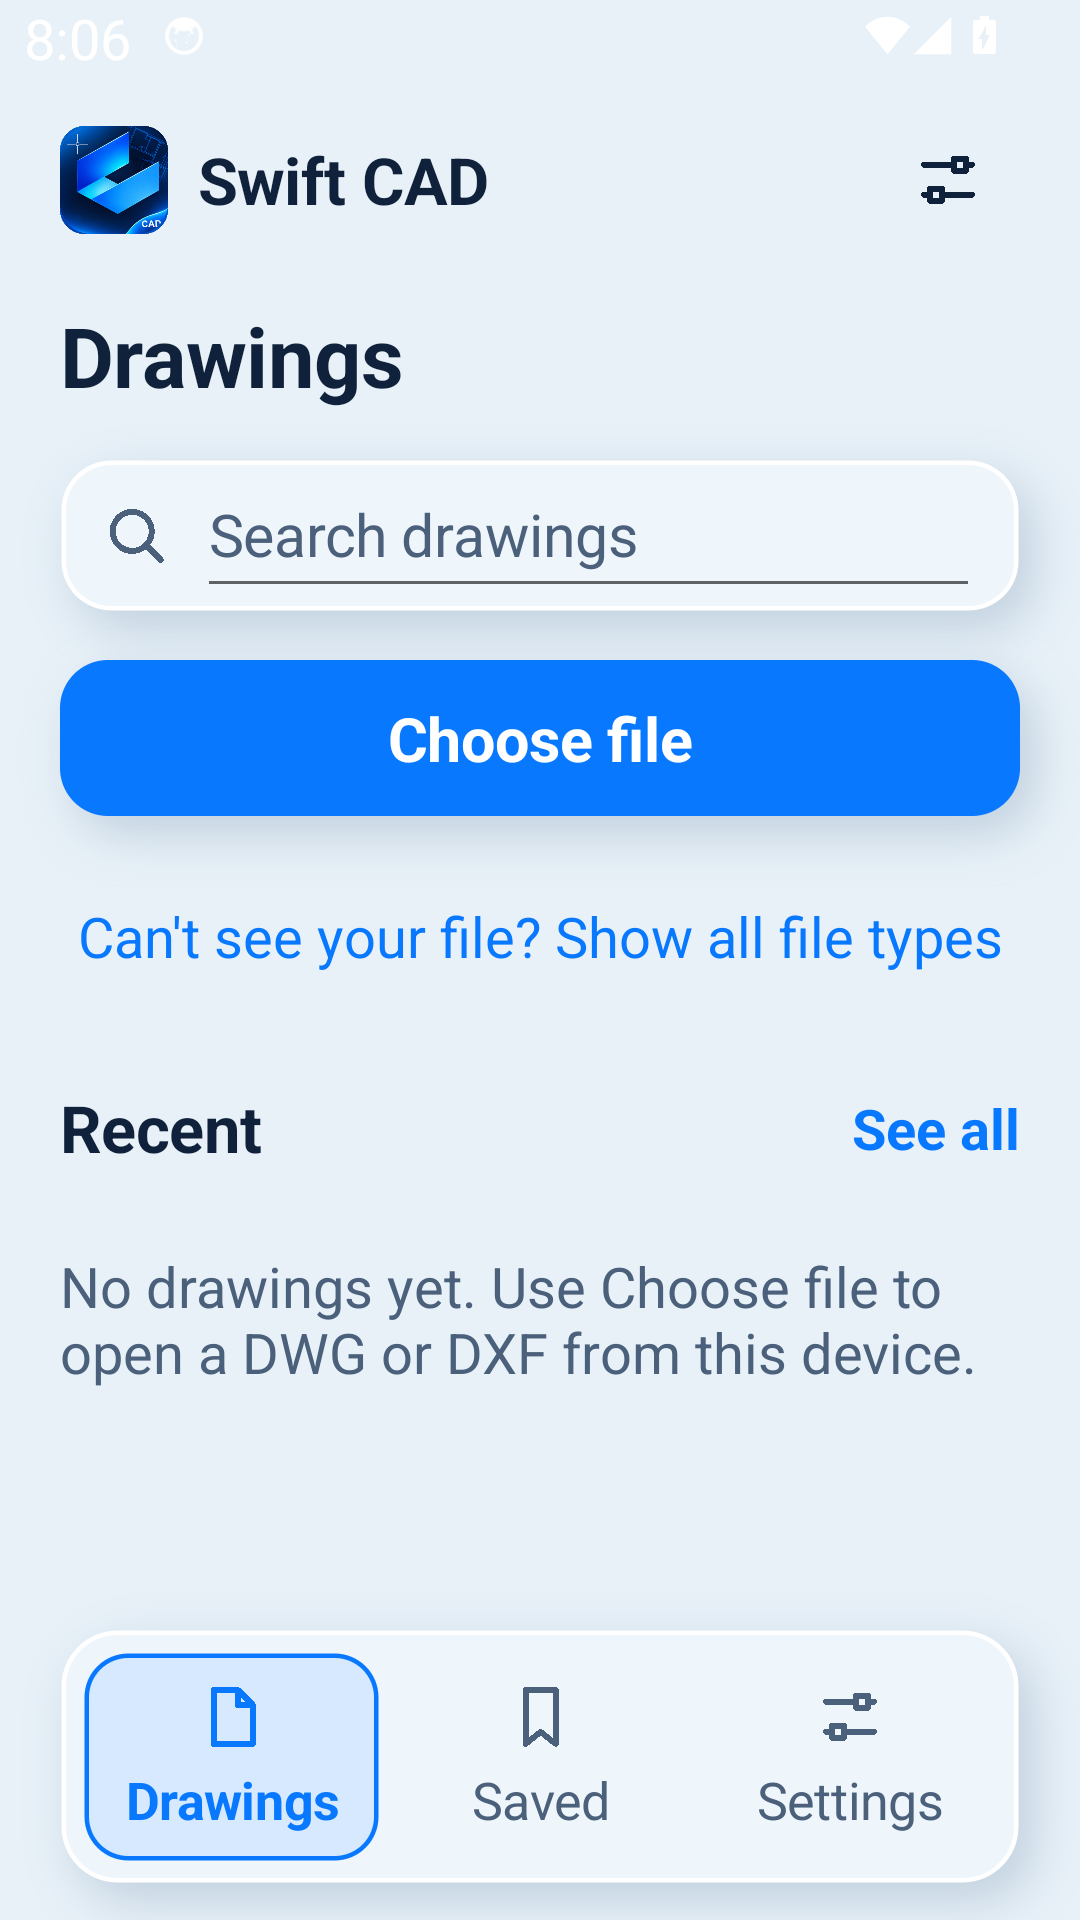 8:06
CAD
Swift CAD
Drawings
Search drawings
Choose file
Can't see your file? Show all file types
Recent
See all
No drawings yet. Use Choose file to
open a DWG or DXF from this device.
Drawings
Saved
Settings